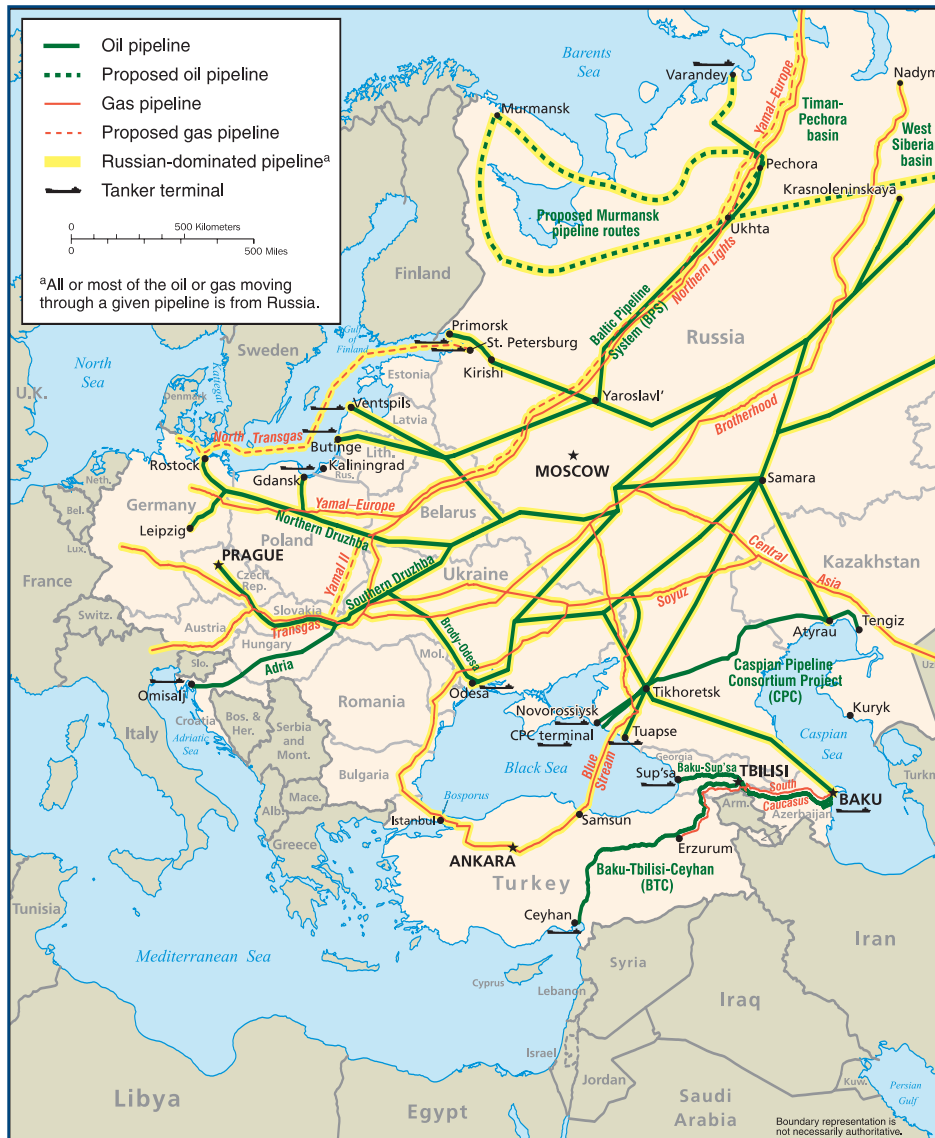 Oil pipeline
Proposed oil pipeline
Gas pipeline
Proposed gas pipeline
Russian-dominated pipelineᵃ
Tanker terminal
0 500 Kilometers
0 500 Miles
ᵃAll or most of the oil or gas moving
through a given pipeline is from Russia.
Barents
Sea
Varandey
Nadym
Murmansk
Yamal–Europe
Timan-
Pechora
basin
West
Siberian
basin
Pechora
Krasnoleninskaya
Proposed Murmansk
pipeline routes
Ukhta
Northern Lights
Finland
Baltic Pipeline
System (BPS)
Russia
Primorsk
St. Petersburg
Gulf
of
Finland
Kirishi
Sweden
North
Sea
Estonia
Yaroslavl'
U.K.
Kattegat
Denmark
Ventspils
Latvia
Brotherhood
North Transgas
Butinge
Lith.
MOSCOW
Rostock
Kaliningrad
Rus.
Gdansk
Samara
Neth.
Germany
Yamal–Europe
Belarus
Bel.
Leipzig
Northern Druzhba
Poland
Lux.
PRAGUE
Yamal II
Southern Druzhba
Central
Asia
Kazakhstan
Czech
Rep.
Ukraine
Soyuz
France
Slovakia
Switz.
Austria
Transgas
Hungary
Brody-Odesa
Mol.
Atyrau
Tengiz
Uz
Slo.
Adria
Omisalj
Croatia
Romania
Odesa
Caspian Pipeline
Consortium Project
(CPC)
Tikhoretsk
Kuryk
Italy
Adriatic
Sea
Bos. &
Her.
Serbia
and
Mont.
Novorossiysk
CPC terminal
Tuapse
Caspian
Sea
Bulgaria
Black Sea
Blue
Stream
Georgia
Baku-Sup'sa
TBILISI
Turkm
Sup'sa
South
Caucasus
BAKU
Mace.
Alb.
Bosporus
Istanbul
Samsun
Arm.
Azerbaijan
Greece
ANKARA
Erzurum
Turkey
Baku-Tbilisi-Ceyhan
(BTC)
Tunisia
Ceyhan
Iran
Mediterranean Sea
Cyprus
Syria
Lebanon
Iraq
Israel
Jordan
Kuw.
Persian
Gulf
Libya
Egypt
Saudi
Arabia
Boundary representation is
not necessarily authoritative.